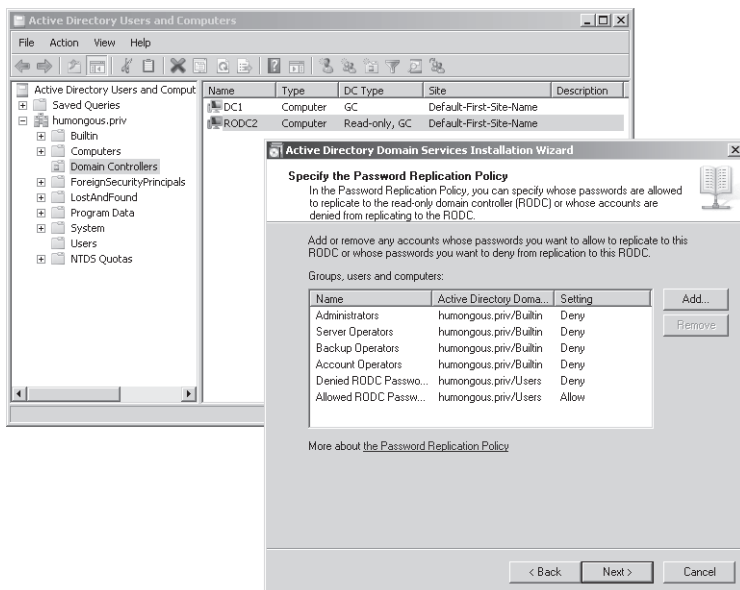 Active Directory Users and Computers
File Action View Help
Active Directory Users and Comput
Saved Queries
humongous.priv
Builtin
Computers
Domain Controllers
ForeignSecurityPrincipals
LostAndFound
Program Data
System
Users
NTDS Quotas
Name Type DC Type Site Description
DC1 Computer GC Default-First-Site-Name
RODC2 Computer Read-only, GC Default-First-Site-Name
Active Directory Domain Services Installation Wizard
Specify the Password Replication Policy
In the Password Replication Policy, you can specify whose passwords are allowed
to replicate to the read-only domain controller (RODC) or whose accounts are
denied from replicating to the RODC.
Add or remove any accounts whose passwords you want to allow to replicate to this
RODC or whose passwords you want to deny from replication to this RODC.
Groups, users and computers:
Name Active Directory Doma... Setting
Administrators humongous.priv/Builtin Deny
Server Operators humongous.priv/Builtin Deny
Backup Operators humongous.priv/Builtin Deny
Account Operators humongous.priv/Builtin Deny
Denied RODC Passwo... humongous.priv/Users Deny
Allowed RODC Passw... humongous.priv/Users Allow
Add...
Remove
More about the Password Replication Policy
< Back Next > Cancel